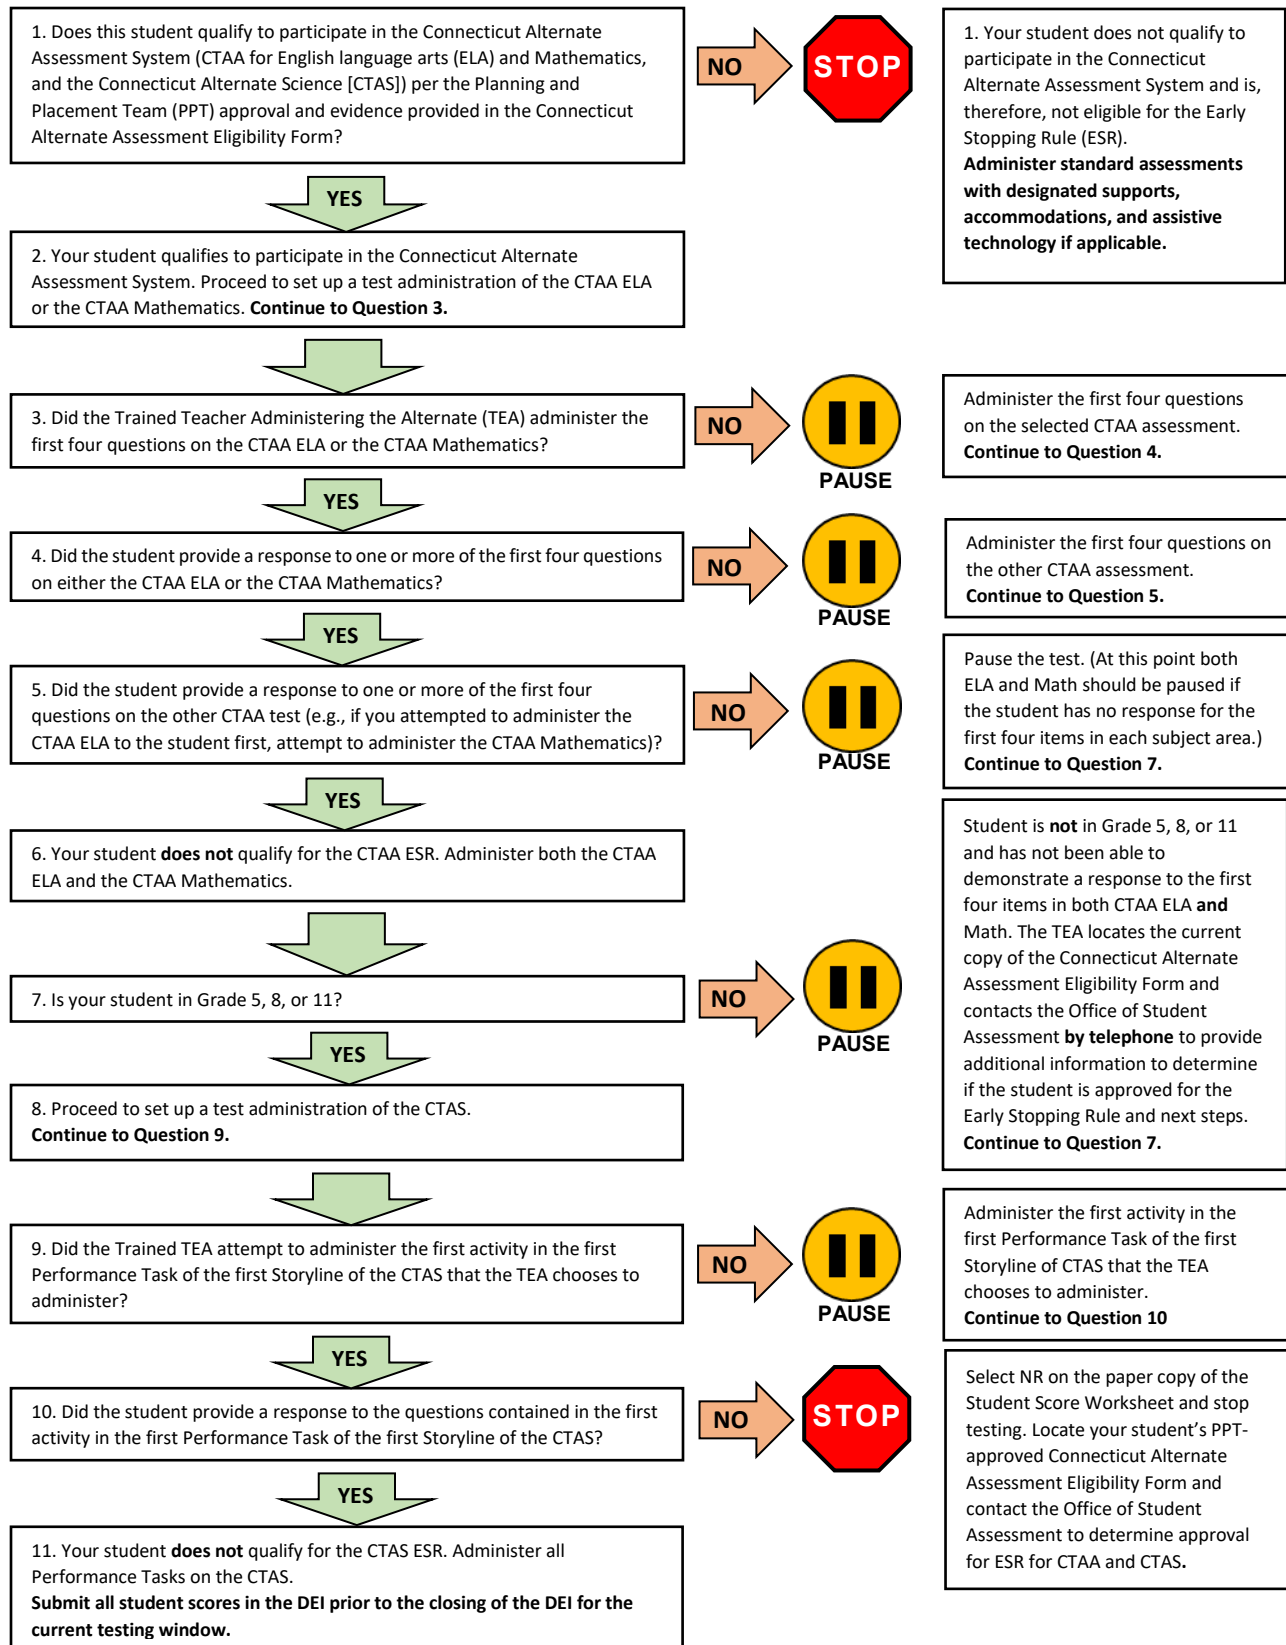 1. Does this student qualify to participate in the Connecticut Alternate
Assessment System (CTAA for English language arts (ELA) and Mathematics,
and the Connecticut Alternate Science [CTAS]) per the Planning and
Placement Team (PPT) approval and evidence provided in the Connecticut
Alternate Assessment Eligibility Form?
NO
STOP
1. Your student does not qualify to
participate in the Connecticut
Alternate Assessment System and is,
therefore, not eligible for the Early
Stopping Rule (ESR).
Administer standard assessments
with designated supports,
accommodations, and assistive
technology if applicable.
YES
2. Your student qualifies to participate in the Connecticut Alternate
Assessment System. Proceed to set up a test administration of the CTAA ELA
or the CTAA Mathematics. Continue to Question 3.
3. Did the Trained Teacher Administering the Alternate (TEA) administer the
first four questions on the CTAA ELA or the CTAA Mathematics?
NO
PAUSE
Administer the first four questions
on the selected CTAA assessment.
Continue to Question 4.
YES
4. Did the student provide a response to one or more of the first four questions
on either the CTAA ELA or the CTAA Mathematics?
NO
PAUSE
Administer the first four questions on
the other CTAA assessment.
Continue to Question 5.
YES
5. Did the student provide a response to one or more of the first four
questions on the other CTAA test (e.g., if you attempted to administer the
CTAA ELA to the student first, attempt to administer the CTAA Mathematics)?
NO
PAUSE
Pause the test. (At this point both
ELA and Math should be paused if
the student has no response for the
first four items in each subject area.)
Continue to Question 7.
YES
6. Your student does not qualify for the CTAA ESR. Administer both the CTAA
ELA and the CTAA Mathematics.
7. Is your student in Grade 5, 8, or 11?
NO
PAUSE
Student is not in Grade 5, 8, or 11
and has not been able to
demonstrate a response to the first
four items in both CTAA ELA and
Math. The TEA locates the current
copy of the Connecticut Alternate
Assessment Eligibility Form and
contacts the Office of Student
Assessment by telephone to provide
additional information to determine
if the student is approved for the
Early Stopping Rule and next steps.
Continue to Question 7.
YES
8. Proceed to set up a test administration of the CTAS.
Continue to Question 9.
9. Did the Trained TEA attempt to administer the first activity in the first
Performance Task of the first Storyline of the CTAS that the TEA chooses to
administer?
NO
PAUSE
Administer the first activity in the
first Performance Task of the first
Storyline of CTAS that the TEA
chooses to administer.
Continue to Question 10
YES
10. Did the student provide a response to the questions contained in the first
activity in the first Performance Task of the first Storyline of the CTAS?
NO
STOP
Select NR on the paper copy of the
Student Score Worksheet and stop
testing. Locate your student's PPT-
approved Connecticut Alternate
Assessment Eligibility Form and
contact the Office of Student
Assessment to determine approval
for ESR for CTAA and CTAS.
YES
11. Your student does not qualify for the CTAS ESR. Administer all
Performance Tasks on the CTAS.
Submit all student scores in the DEI prior to the closing of the DEI for the
current testing window.